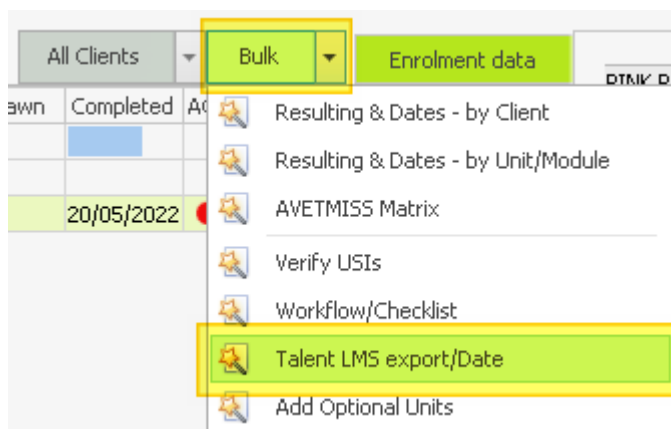 All Clients
Bulk
Enrolment data
Completed
20/05/2022
Resulting & Dates - by Client
Resulting & Dates - by Unit/Module
AVETMISS Matrix
Verify USIs
Workflow/Checklist
Talent LMS export/Date
Add Optional Units